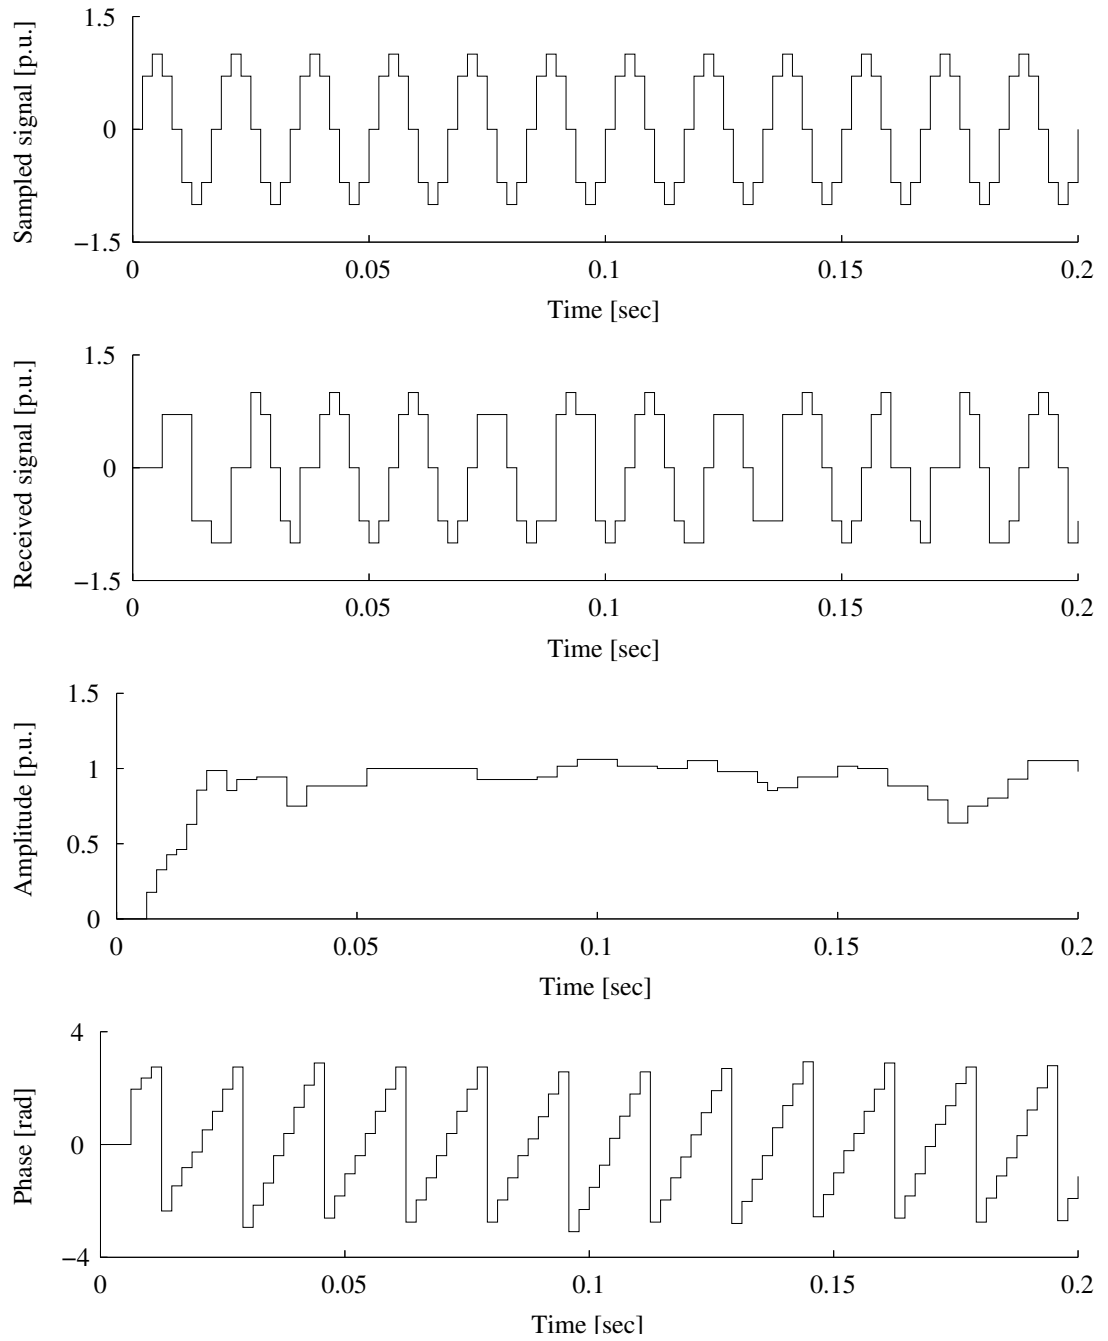 1.5
0
−1.5
Sampled signal [p.u.]
0 0.05 0.1 0.15 0.2
Time [sec]
1.5
0
−1.5
Received signal [p.u.]
0 0.05 0.1 0.15 0.2
Time [sec]
1.5
1
0.5
0
Amplitude [p.u.]
0 0.05 0.1 0.15 0.2
Time [sec]
4
0
−4
Phase [rad]
0 0.05 0.1 0.15 0.2
Time [sec]